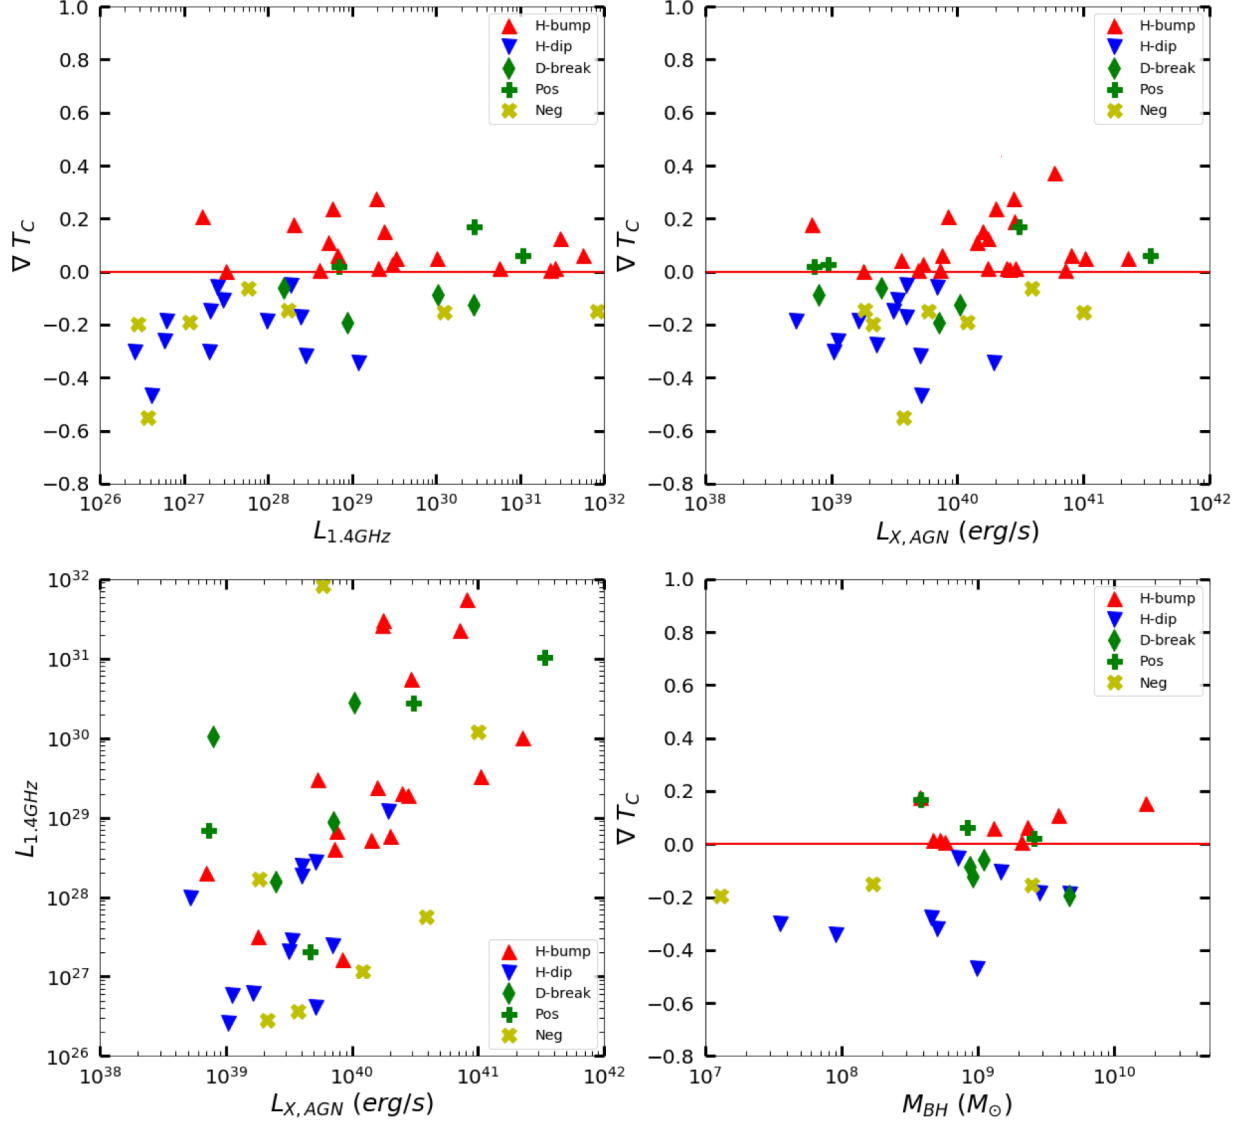 1.0
0.8
0.6
0.4
0.2
0.0
−0.2
−0.4
−0.6
−0.8
∇ T_C
H-bump
H-dip
D-break
Pos
Neg
10^26 10^27 10^28 10^29 10^30 10^31 10^32
L_1.4GHz
1.0
0.8
0.6
0.4
0.2
0.0
−0.2
−0.4
−0.6
−0.8
∇ T_C
H-bump
H-dip
D-break
Pos
Neg
10^38 10^39 10^40 10^41 10^42
L_X, AGN (erg/s)
10^32
10^31
10^30
10^29
10^28
10^27
10^26
L_1.4GHz
H-bump
H-dip
D-break
Pos
Neg
10^38 10^39 10^40 10^41 10^42
L_X, AGN (erg/s)
1.0
0.8
0.6
0.4
0.2
0.0
−0.2
−0.4
−0.6
−0.8
∇ T_C
H-bump
H-dip
D-break
Pos
Neg
10^7 10^8 10^9 10^10
M_BH (M_⊙)